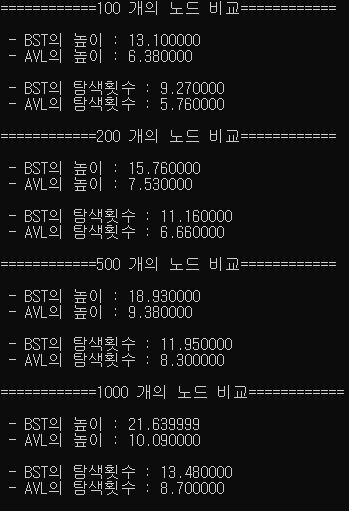 ============100 개의 노드 비교============
- BST의 높이 : 13.100000
- AVL의 높이 : 6.380000
- BST의 탐색횟수 : 9.270000
- AVL의 탐색횟수 : 5.760000
============200 개의 노드 비교============
- BST의 높이 : 15.760000
- AVL의 높이 : 7.530000
- BST의 탐색횟수 : 11.160000
- AVL의 탐색횟수 : 6.660000
============500 개의 노드 비교============
- BST의 높이 : 18.930000
- AVL의 높이 : 9.380000
- BST의 탐색횟수 : 11.950000
- AVL의 탐색횟수 : 8.300000
============1000 개의 노드 비교============
- BST의 높이 : 21.639999
- AVL의 높이 : 10.090000
- BST의 탐색횟수 : 13.480000
- AVL의 탐색횟수 : 8.700000